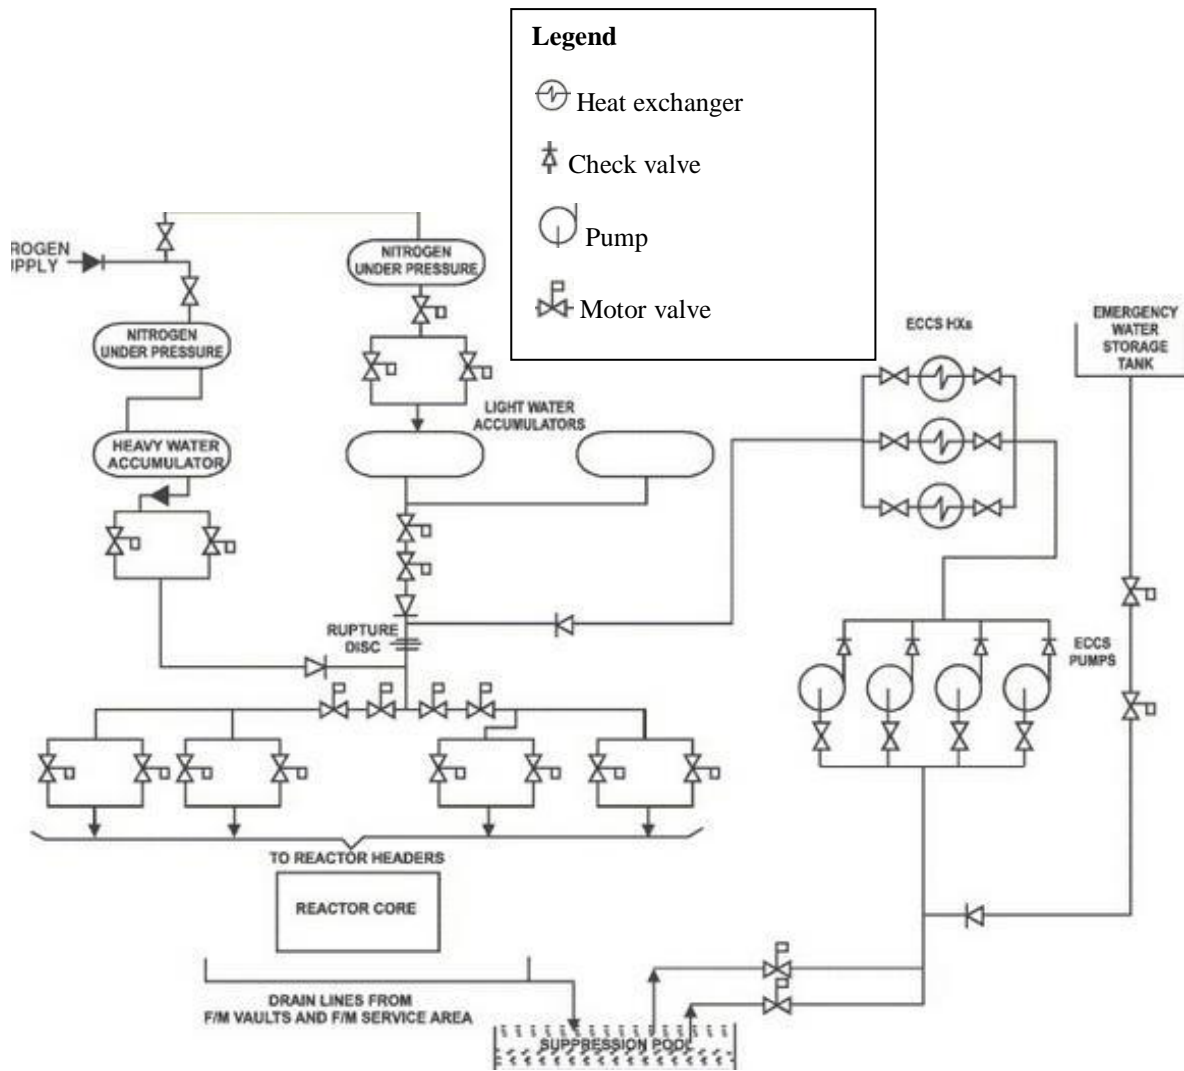 Legend
Heat exchanger
Check valve
Pump
Motor valve
ROGEN
UPPLY
NITROGEN
UNDER PRESSURE
NITROGEN
UNDER PRESSURE
HEAVY WATER
ACCUMULATOR
LIGHT WATER
ACCUMULATORS
ECCS HXs
EMERGENCY
WATER
STORAGE
TANK
RUPTURE
DISC
ECCS
PUMPS
TO REACTOR HEADERS
REACTOR CORE
DRAIN LINES FROM
F/M VAULTS AND F/M SERVICE AREA
SUPPRESSION POOL